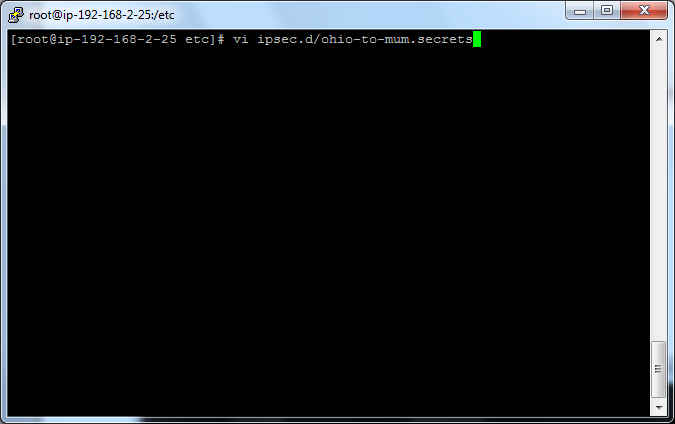 root@ip-192-168-2-25:/etc
[root@ip-192-168-2-25 etc]# vi ipsec.d/ohio-to-mum.secrets